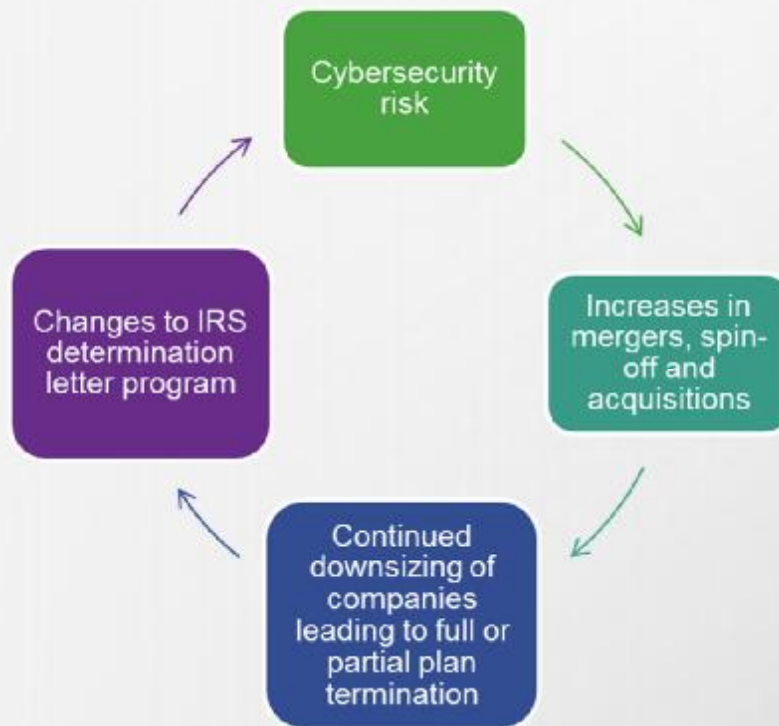 Cybersecurity
risk
Increases in
mergers, spin-
off and
acquisitions
Continued
downsizing of
companies
leading to full or
partial plan
termination
Changes to IRS
determination
letter program